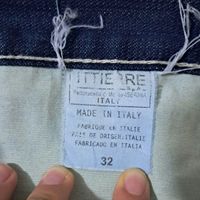 ITTIERRE
S.p.A.
ITALY
MADE IN ITALY
FABRIQUE EN ITALIE
FABRICADO EN ITALIA
32